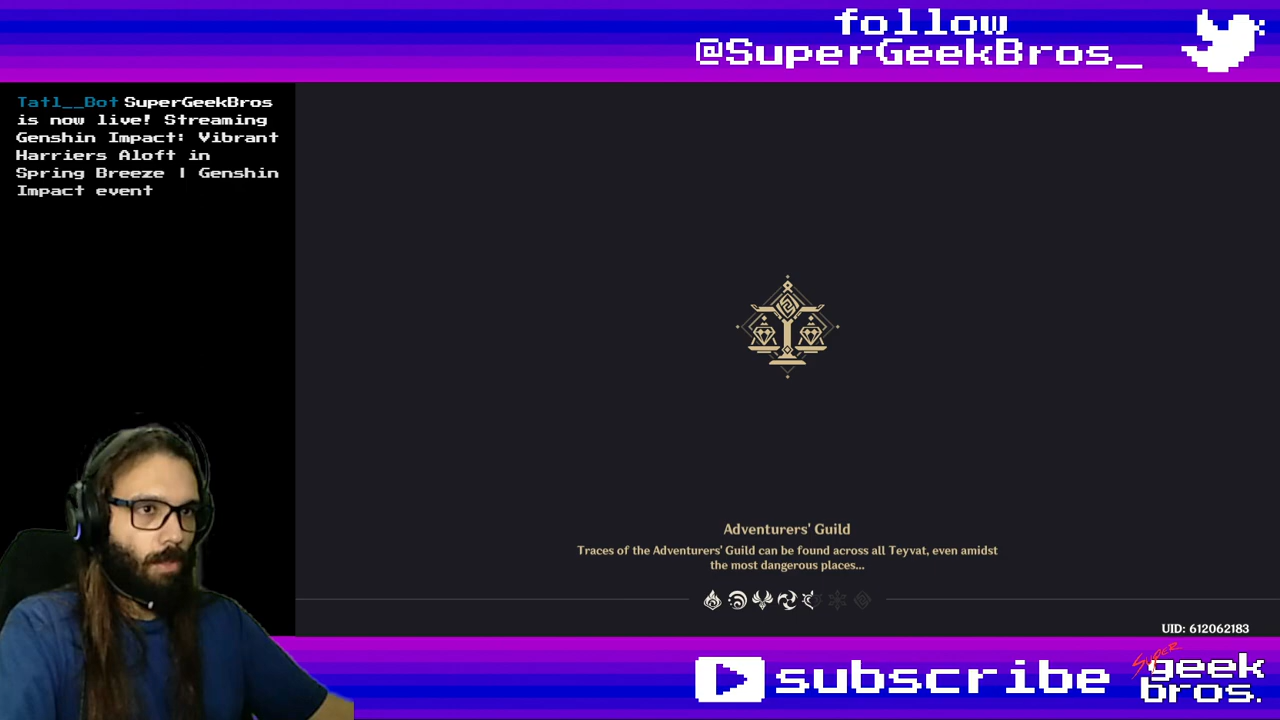 follow
@SuperGeekBros_
Tatl__Bot SuperGeekBros
is now live! Streaming
Genshin Impact: Vibrant
Harriers Aloft in
Spring Breeze | Genshin
Impact event
Adventurers' Guild
Traces of the Adventurers' Guild can be found across all Teyvat, even amidst
the most dangerous places...
UID: 612062183
subscribe
SUPER
geek
bros.